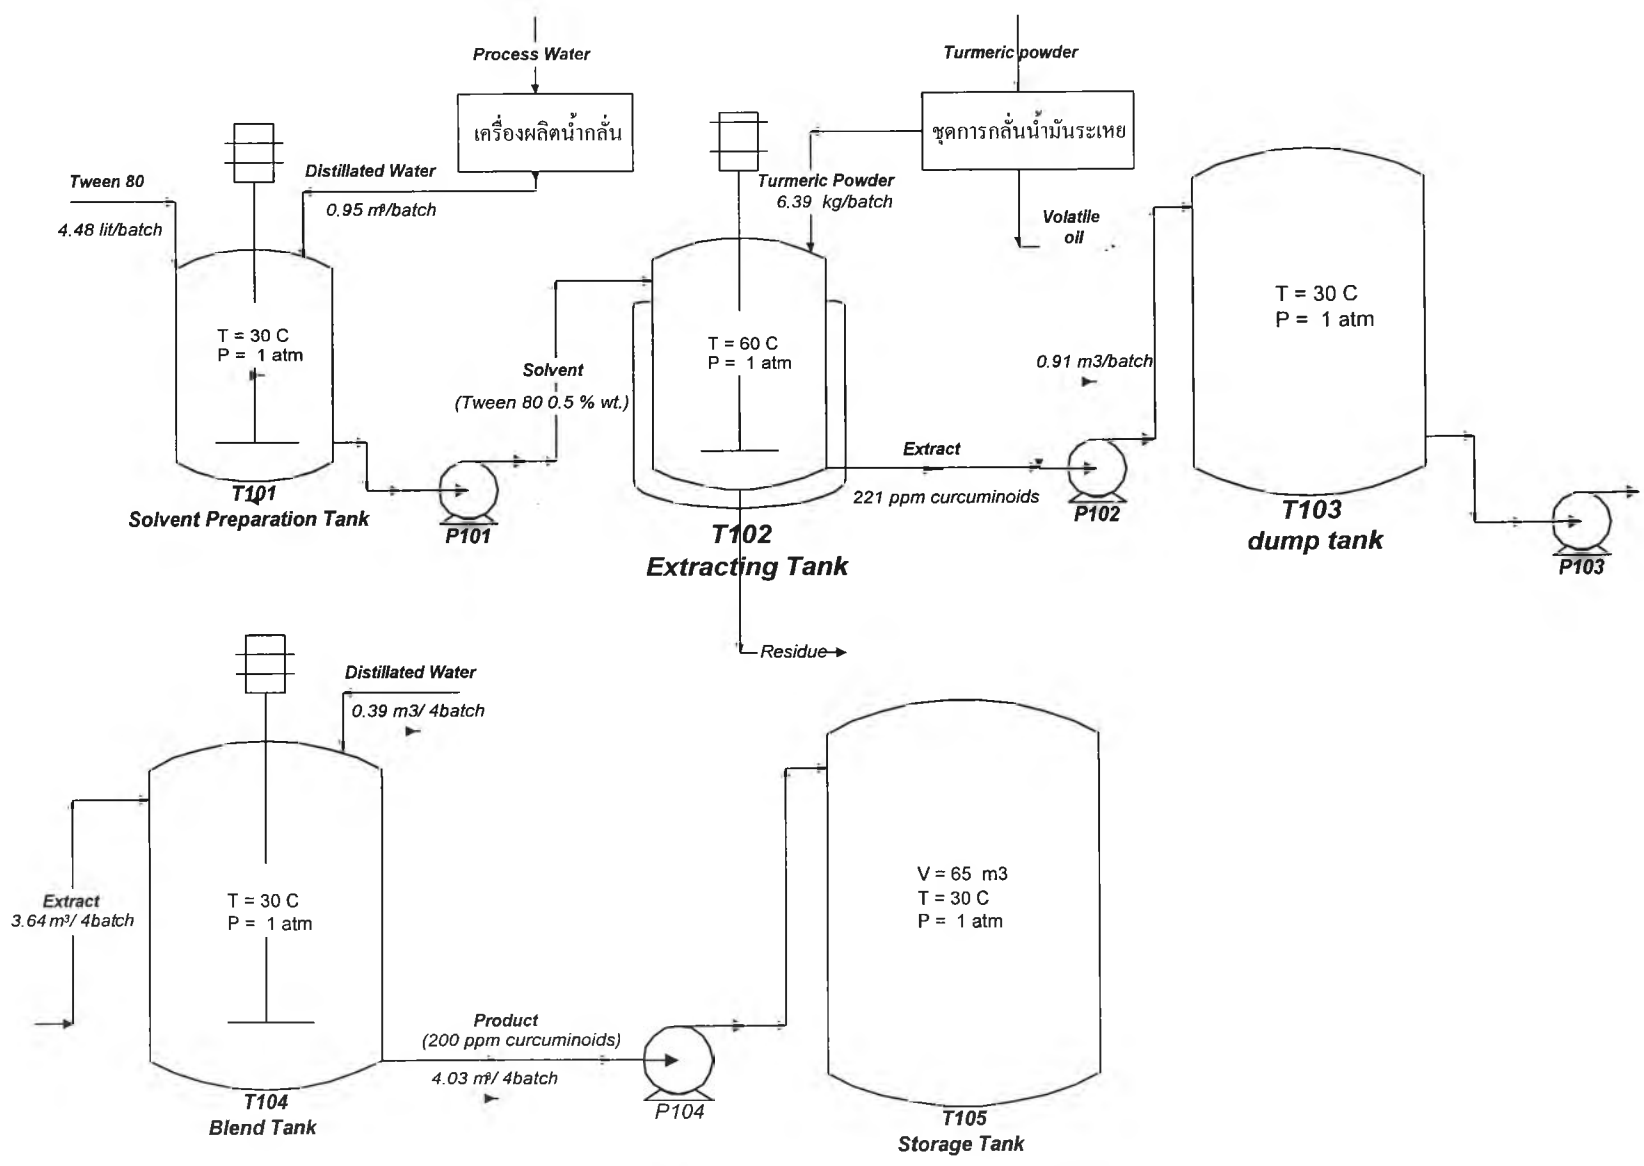 Process Water
Turmeric powder
เครื่องผลิตน้ำกลั่น
ชุดการกลั่นน้ำมันระเหย
Tween 80
4.48 lit/batch
Distillated Water
0.95 m³/batch
Turmeric Powder
6.39 kg/batch
Volatile
oil
T = 30 C
P = 1 atm
Solvent
(Tween 80 0.5 % wt.)
T = 60 C
P = 1 atm
0.91 m3/batch
T = 30 C
P = 1 atm
Extract
221 ppm curcuminoids
T101
Solvent Preparation Tank
P101
T102
Extracting Tank
P102
T103
dump tank
P103
Residue
Distillated Water
0.39 m3/ 4batch
Extract
3.64 m³/ 4batch
T = 30 C
P = 1 atm
Product
(200 ppm curcuminoids)
4.03 m³/ 4batch
V = 65 m3
T = 30 C
P = 1 atm
T104
Blend Tank
P104
T105
Storage Tank